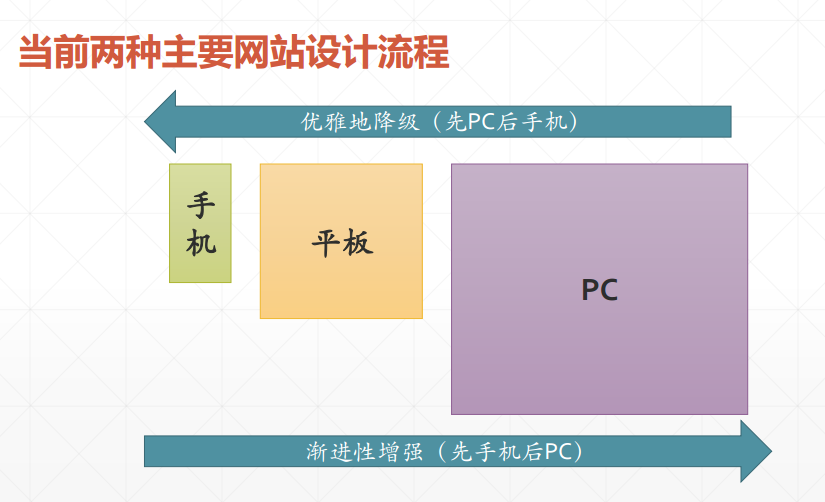 当前两种主要网站设计流程
优雅地降级（先PC后手机）
手
机
平板
PC
渐进性增强（先手机后PC）